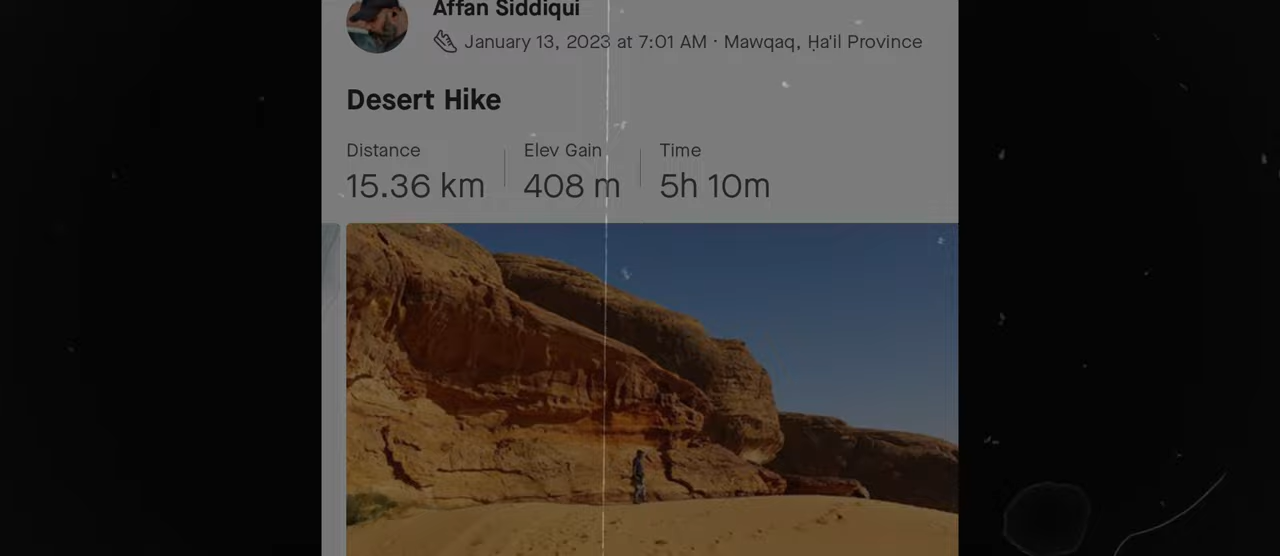 Affan Siddiqui
January 13, 2023 at 7:01 AM · Mawqaq, Ḥa'il Province
Desert Hike
Distance
Elev Gain
Time
15.36 km
408 m
5h 10m